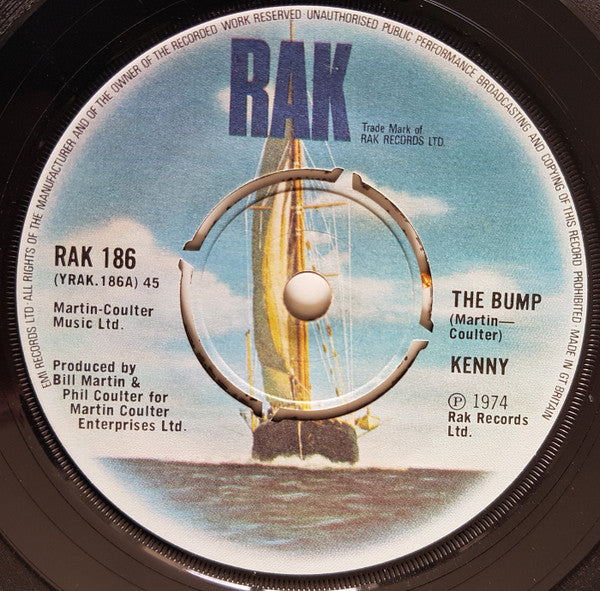 EMI RECORDS LTD ALL RIGHTS OF THE MANUFACTURER AND OF THE OWNER OF THE RECORDED WORK RESERVED UNAUTHORISED PUBLIC PERFORMANCE BROADCASTING AND COPYING OF THIS RECORD PROHIBITED · MADE IN GT BRITAIN
RAK
Trade Mark of
RAK RECORDS LTD.
RAK 186
(YRAK.186A) 45
Martin-Coulter
Music Ltd.
Produced by
Bill Martin &
Phil Coulter for
Martin Coulter
Enterprises Ltd.
THE BUMP
(Martin—
Coulter)
KENNY
℗ 1974
Rak Records
Ltd.